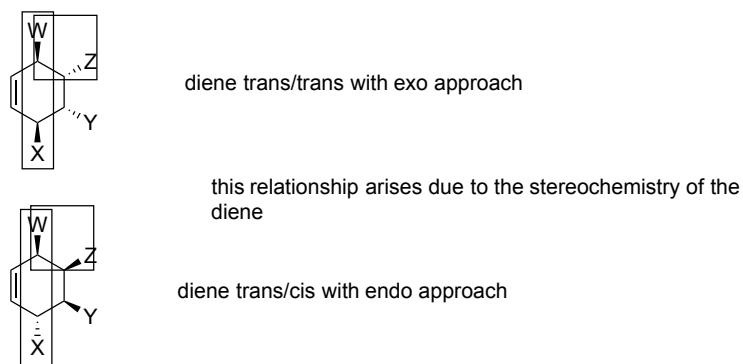 W
Z
diene trans/trans with exo approach
Y
X
this relationship arises due to the stereochemistry of the
diene
W
Z
diene trans/cis with endo approach
Y
X